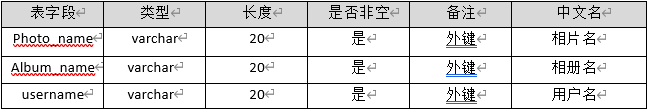 表字段 类型 长度 是否非空 备注 中文名
Photo_name varchar 20 是 外键 相片名
Album_name varchar 20 是 外键 相册名
username varchar 20 是 外键 用户名